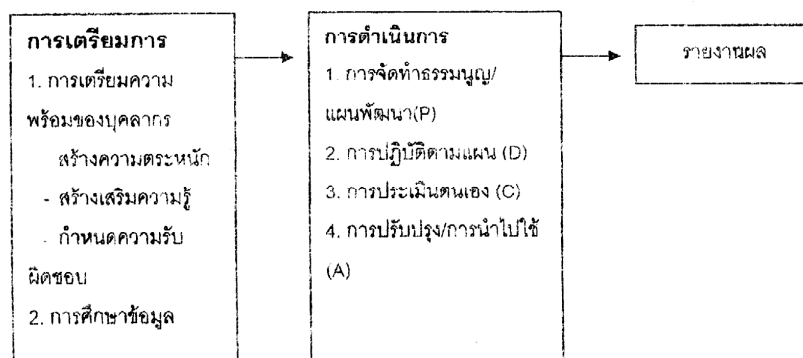 การเตรียมการ
1. การเตรียมความ
พร้อมของบุคลากร
สร้างความตระหนัก
- สร้างเสริมความรู้
- กำหนดความรับ
ผิดชอบ
2. การศึกษาข้อมูล
การดำเนินการ
1. การจัดทำธรรมนูญ/
แผนพัฒนา(P)
2. การปฏิบัติตามแผน (D)
3. การประเมินตนเอง (C)
4. การปรับปรุง/การนำไปใช้
(A)
รายงานผล